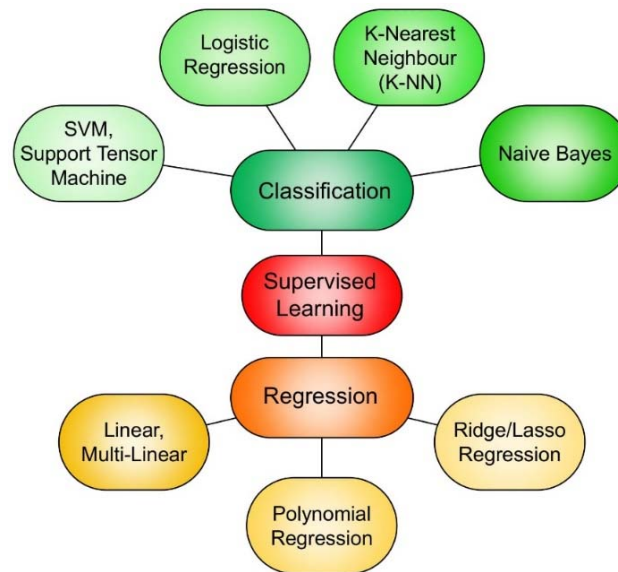 Logistic
Regression
K-Nearest
Neighbour
(K-NN)
SVM,
Support Tensor
Machine
Classification
Naive Bayes
Supervised
Learning
Regression
Linear,
Multi-Linear
Ridge/Lasso
Regression
Polynomial
Regression